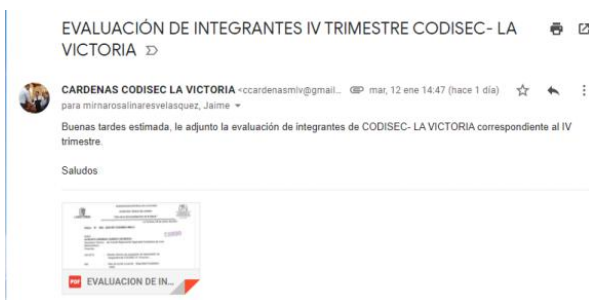 EVALUACIÓN DE INTEGRANTES IV TRIMESTRE CODISEC- LA
VICTORIA
CARDENAS CODISEC LA VICTORIA <ccardenasmlv@gmail... mar, 12 ene 14:47 (hace 1 día)
para mirnarosalinaresvelasquez, Jaime
Buenas tardes estimada, le adjunto la evaluación de integrantes de CODISEC- LA VICTORIA correspondiente al IV
trimestre.
Saludos
PDF EVALUACION DE IN...